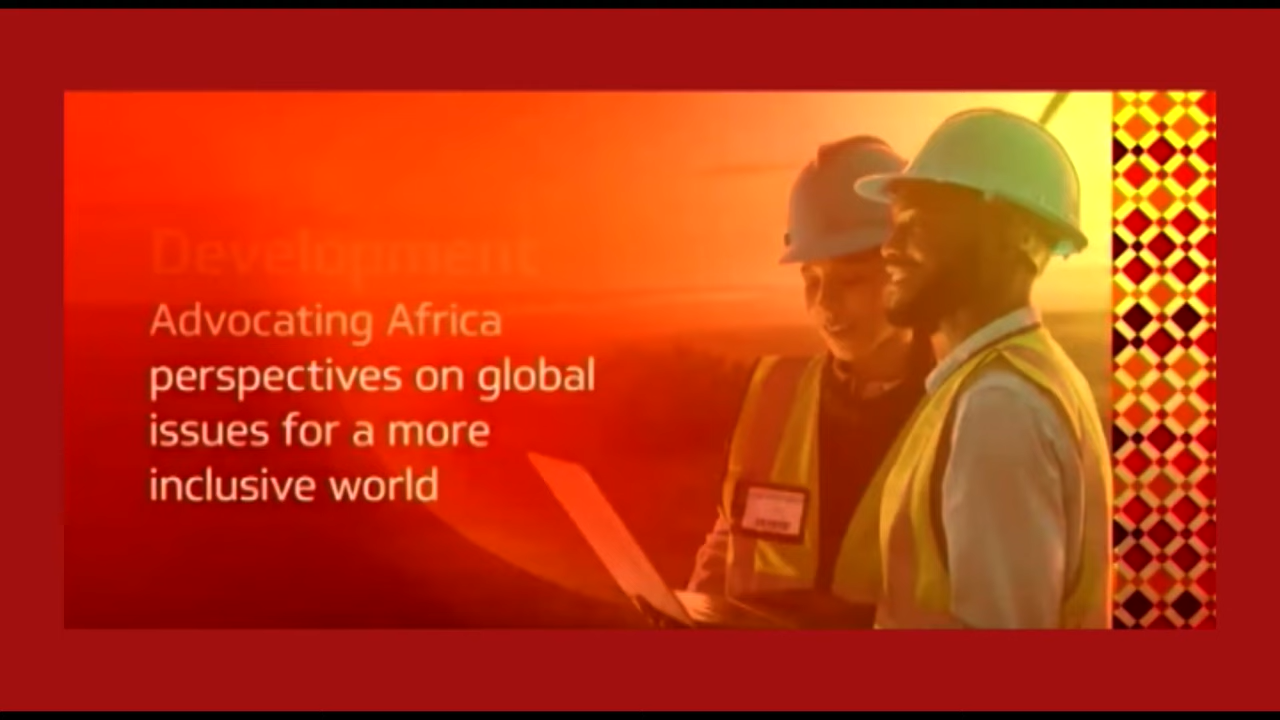 Development
Advocating Africa
perspectives on global
issues for a more
inclusive world